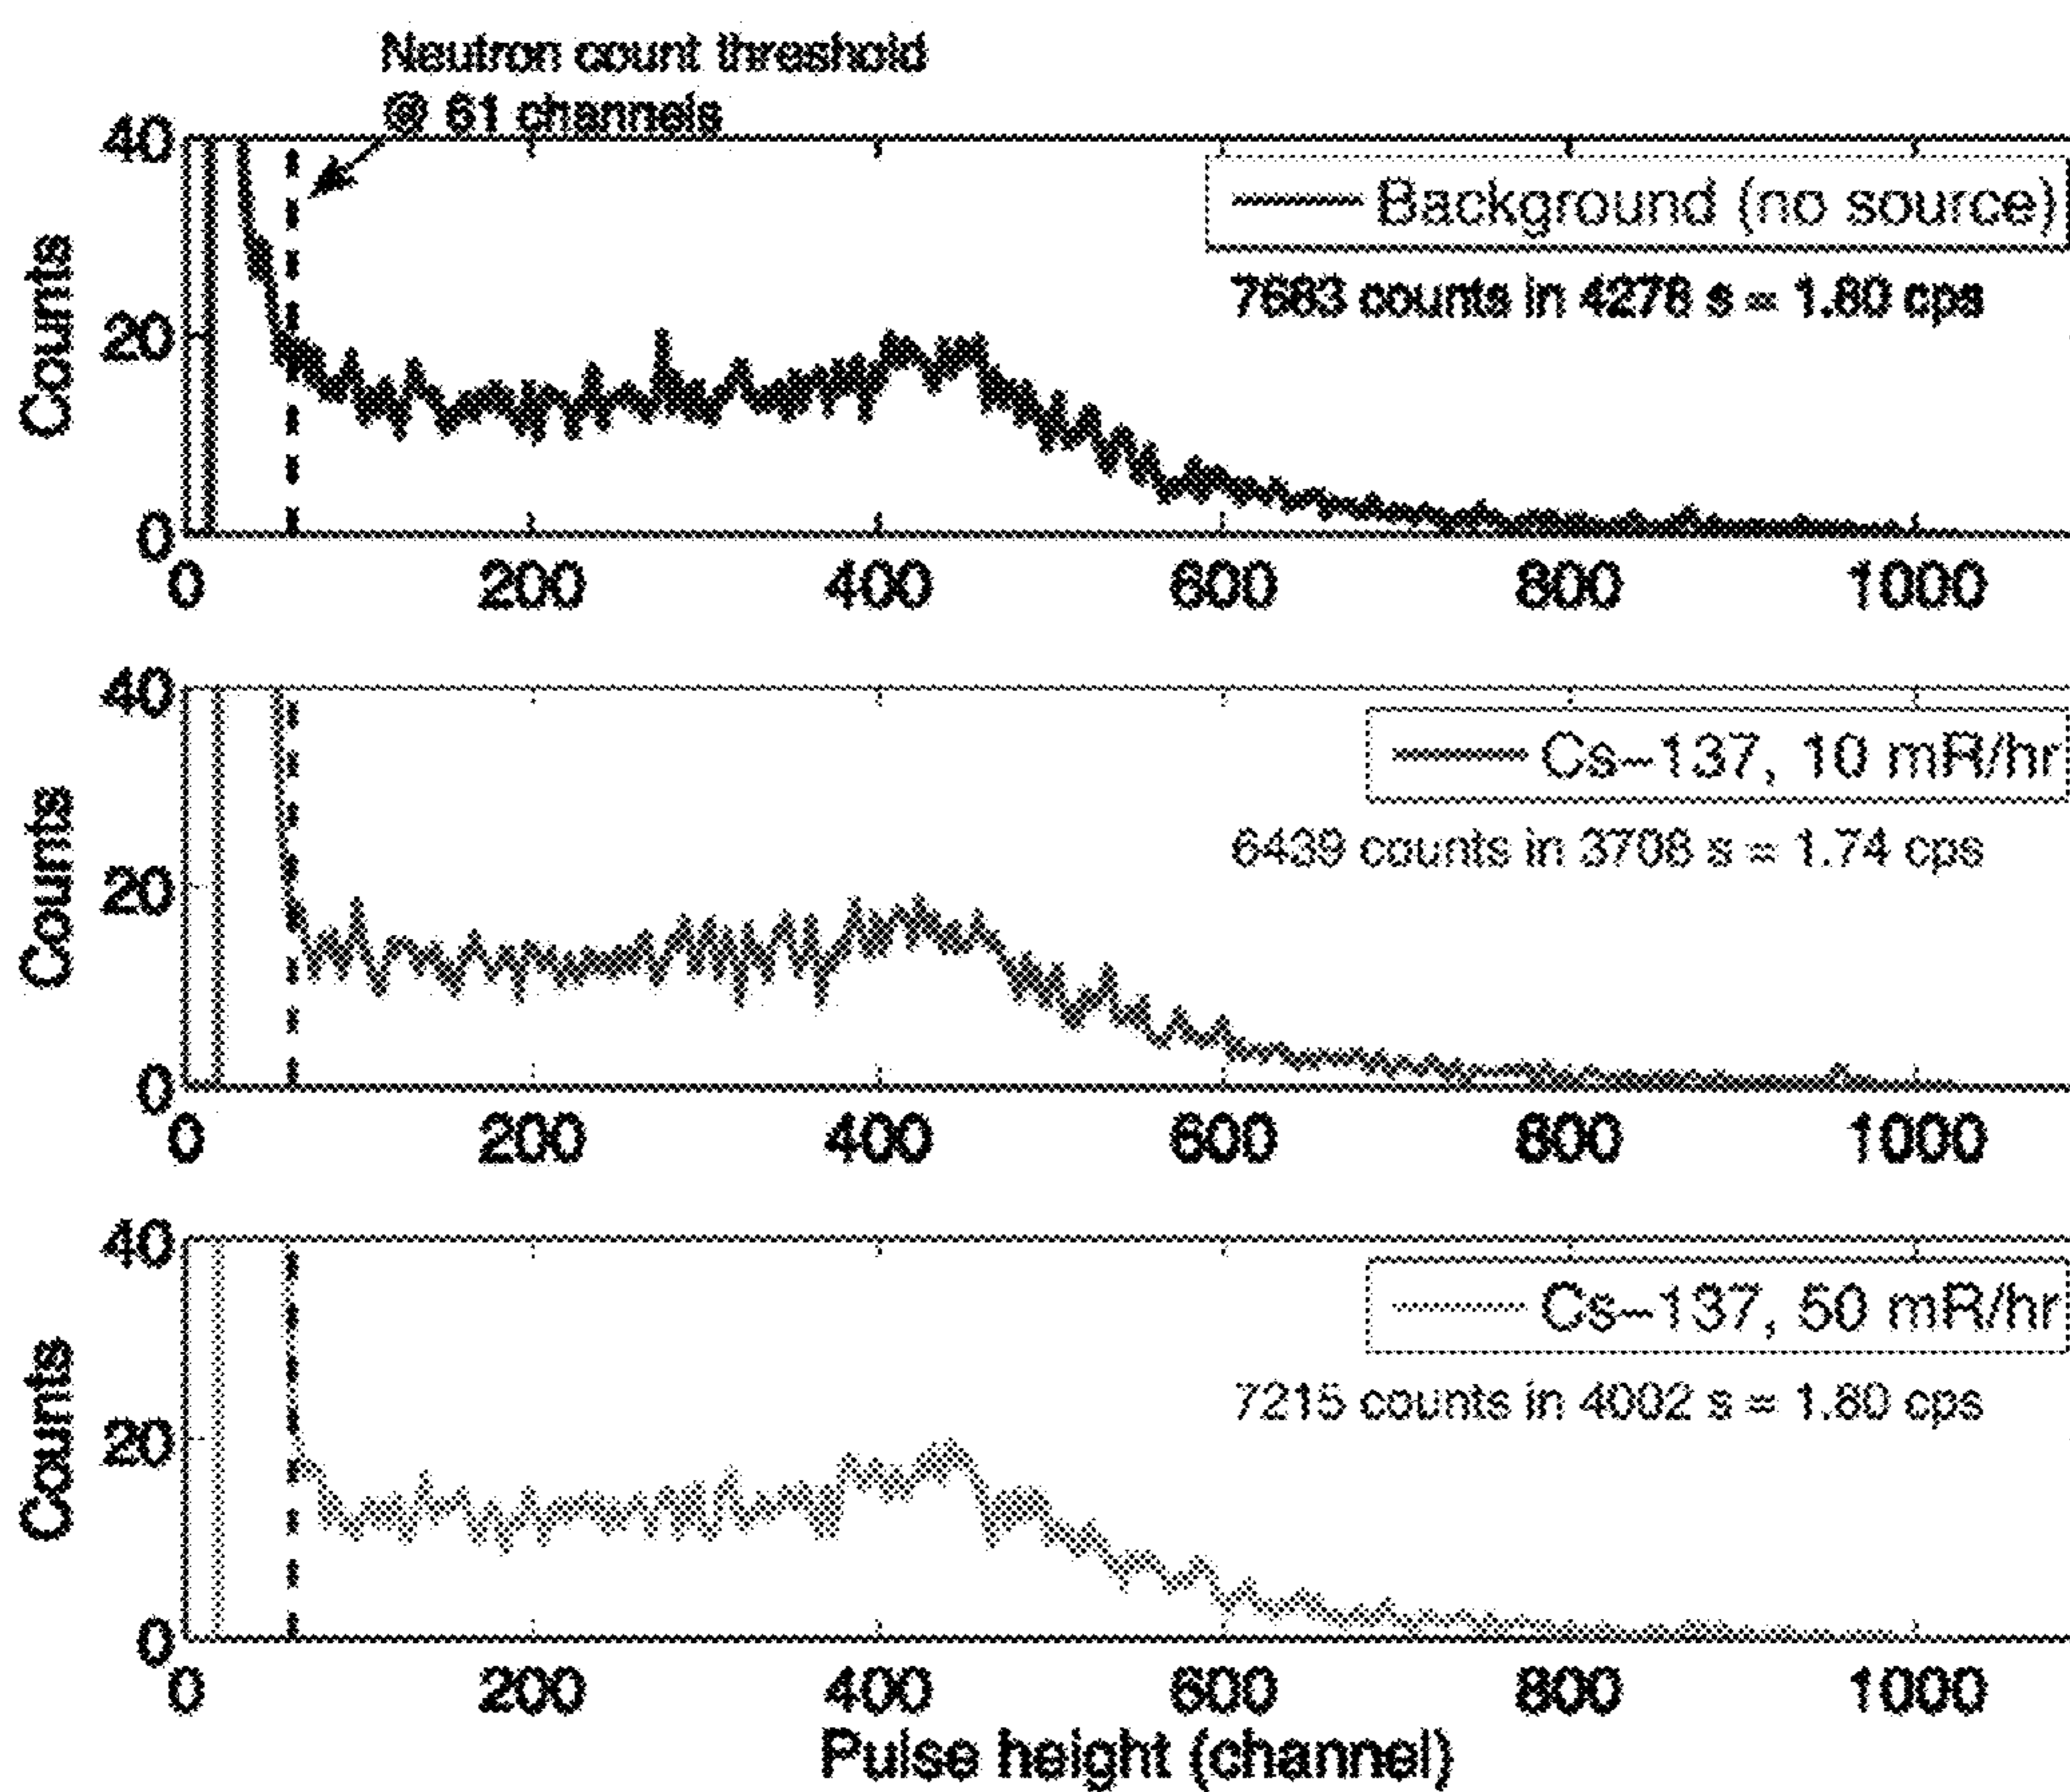 Neutron count threshold
@ 61 channels
40
20
0
Counts
Background (no source)
7683 counts in 4278 s = 1.80 cps
0 200 400 600 800 1000
40
20
0
Counts
Cs–137, 10 mR/hr
6439 counts in 3708 s = 1.74 cps
0 200 400 600 800 1000
40
20
0
Counts
Cs–137, 50 mR/hr
7215 counts in 4002 s = 1.80 cps
0 200 400 600 800 1000
Pulse height (channel)